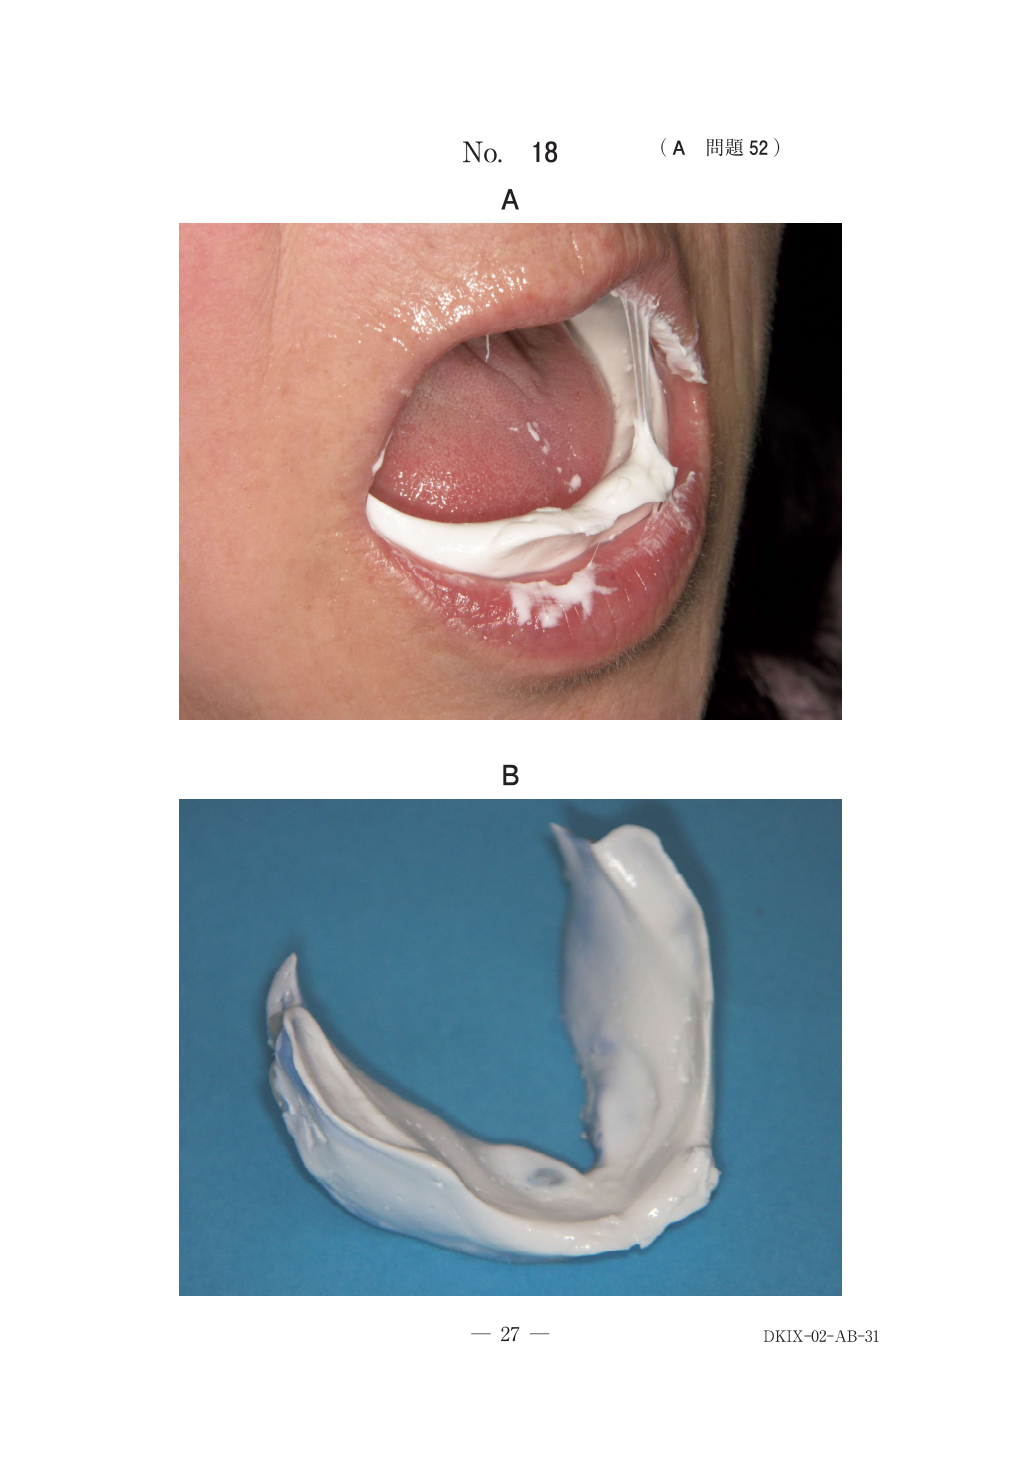 No. 18 （A 問題 52）
A
B
— 27 —
DKIX-02-AB-31